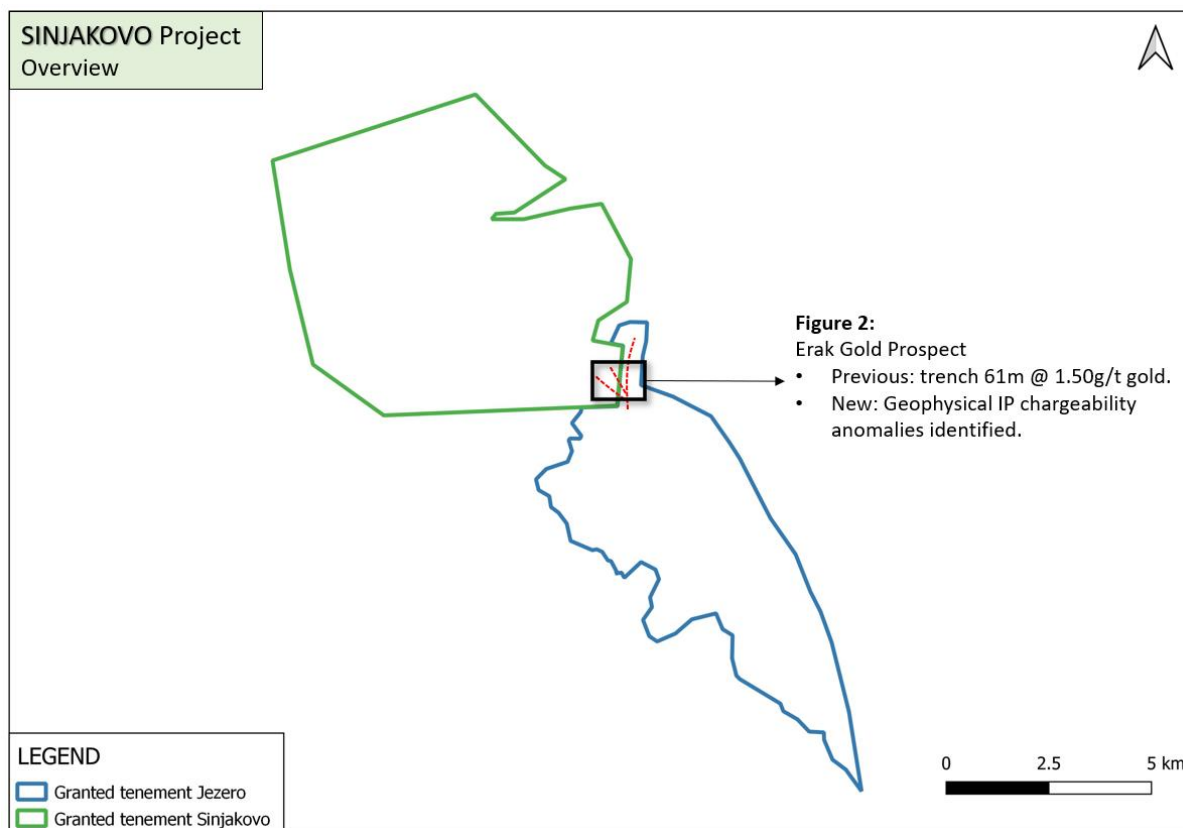 SINJAKOVO Project
Overview
Figure 2:
Erak Gold Prospect
• Previous: trench 61m @ 1.50g/t gold.
• New: Geophysical IP chargeability
anomalies identified.
LEGEND
Granted tenement Jezero
Granted tenement Sinjakovo
0 2.5 5 km